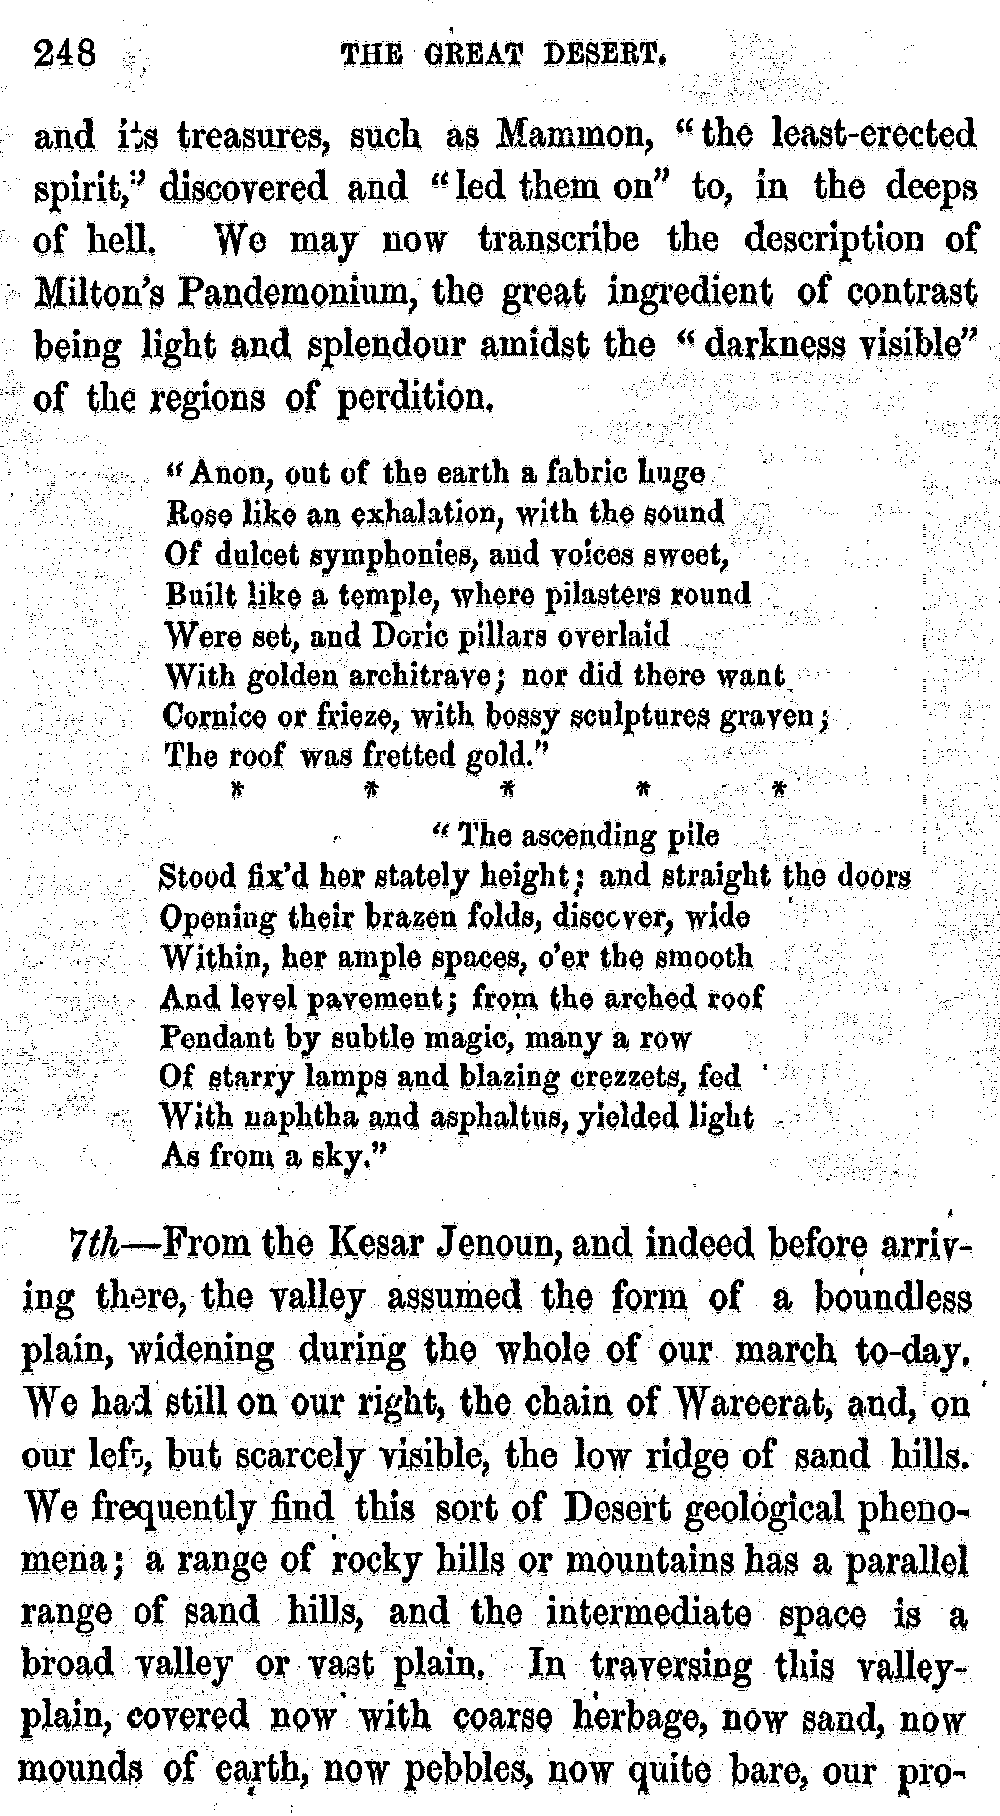 248 THE GREAT DESERT.
and its treasures, such as Mammon, “the least-erected
spirit,” discovered and “led them on” to, in the deeps
of hell. We may now transcribe the description of
Milton's Pandemonium, the great ingredient of contrast
being light and splendour amidst the “darkness visible”
of the regions of perdition.
“Anon, out of the earth a fabric huge
Rose like an exhalation, with the sound
Of dulcet symphonies, and voices sweet,
Built like a temple, where pilasters round
Were set, and Doric pillars overlaid
With golden architrave; nor did there want
Cornice or frieze, with bossy sculptures graven;
The roof was fretted gold.”
* * * * *
“The ascending pile
Stood fix'd her stately height; and straight the doors
Opening their brazen folds, discover, wide
Within, her ample spaces, o'er the smooth
And level pavement; from the arched roof
Pendant by subtle magic, many a row
Of starry lamps and blazing crezzets, fed
With naphtha and asphaltus, yielded light
As from a sky.”
7th—From the Kesar Jenoun, and indeed before arriv-
ing there, the valley assumed the form of a boundless
plain, widening during the whole of our march to-day.
We had still on our right, the chain of Wareerat, and, on
our left, but scarcely visible, the low ridge of sand hills.
We frequently find this sort of Desert geological pheno-
mena; a range of rocky hills or mountains has a parallel
range of sand hills, and the intermediate space is a
broad valley or vast plain. In traversing this valley-
plain, covered now with coarse herbage, now sand, now
mounds of earth, now pebbles, now quite bare, our pro-